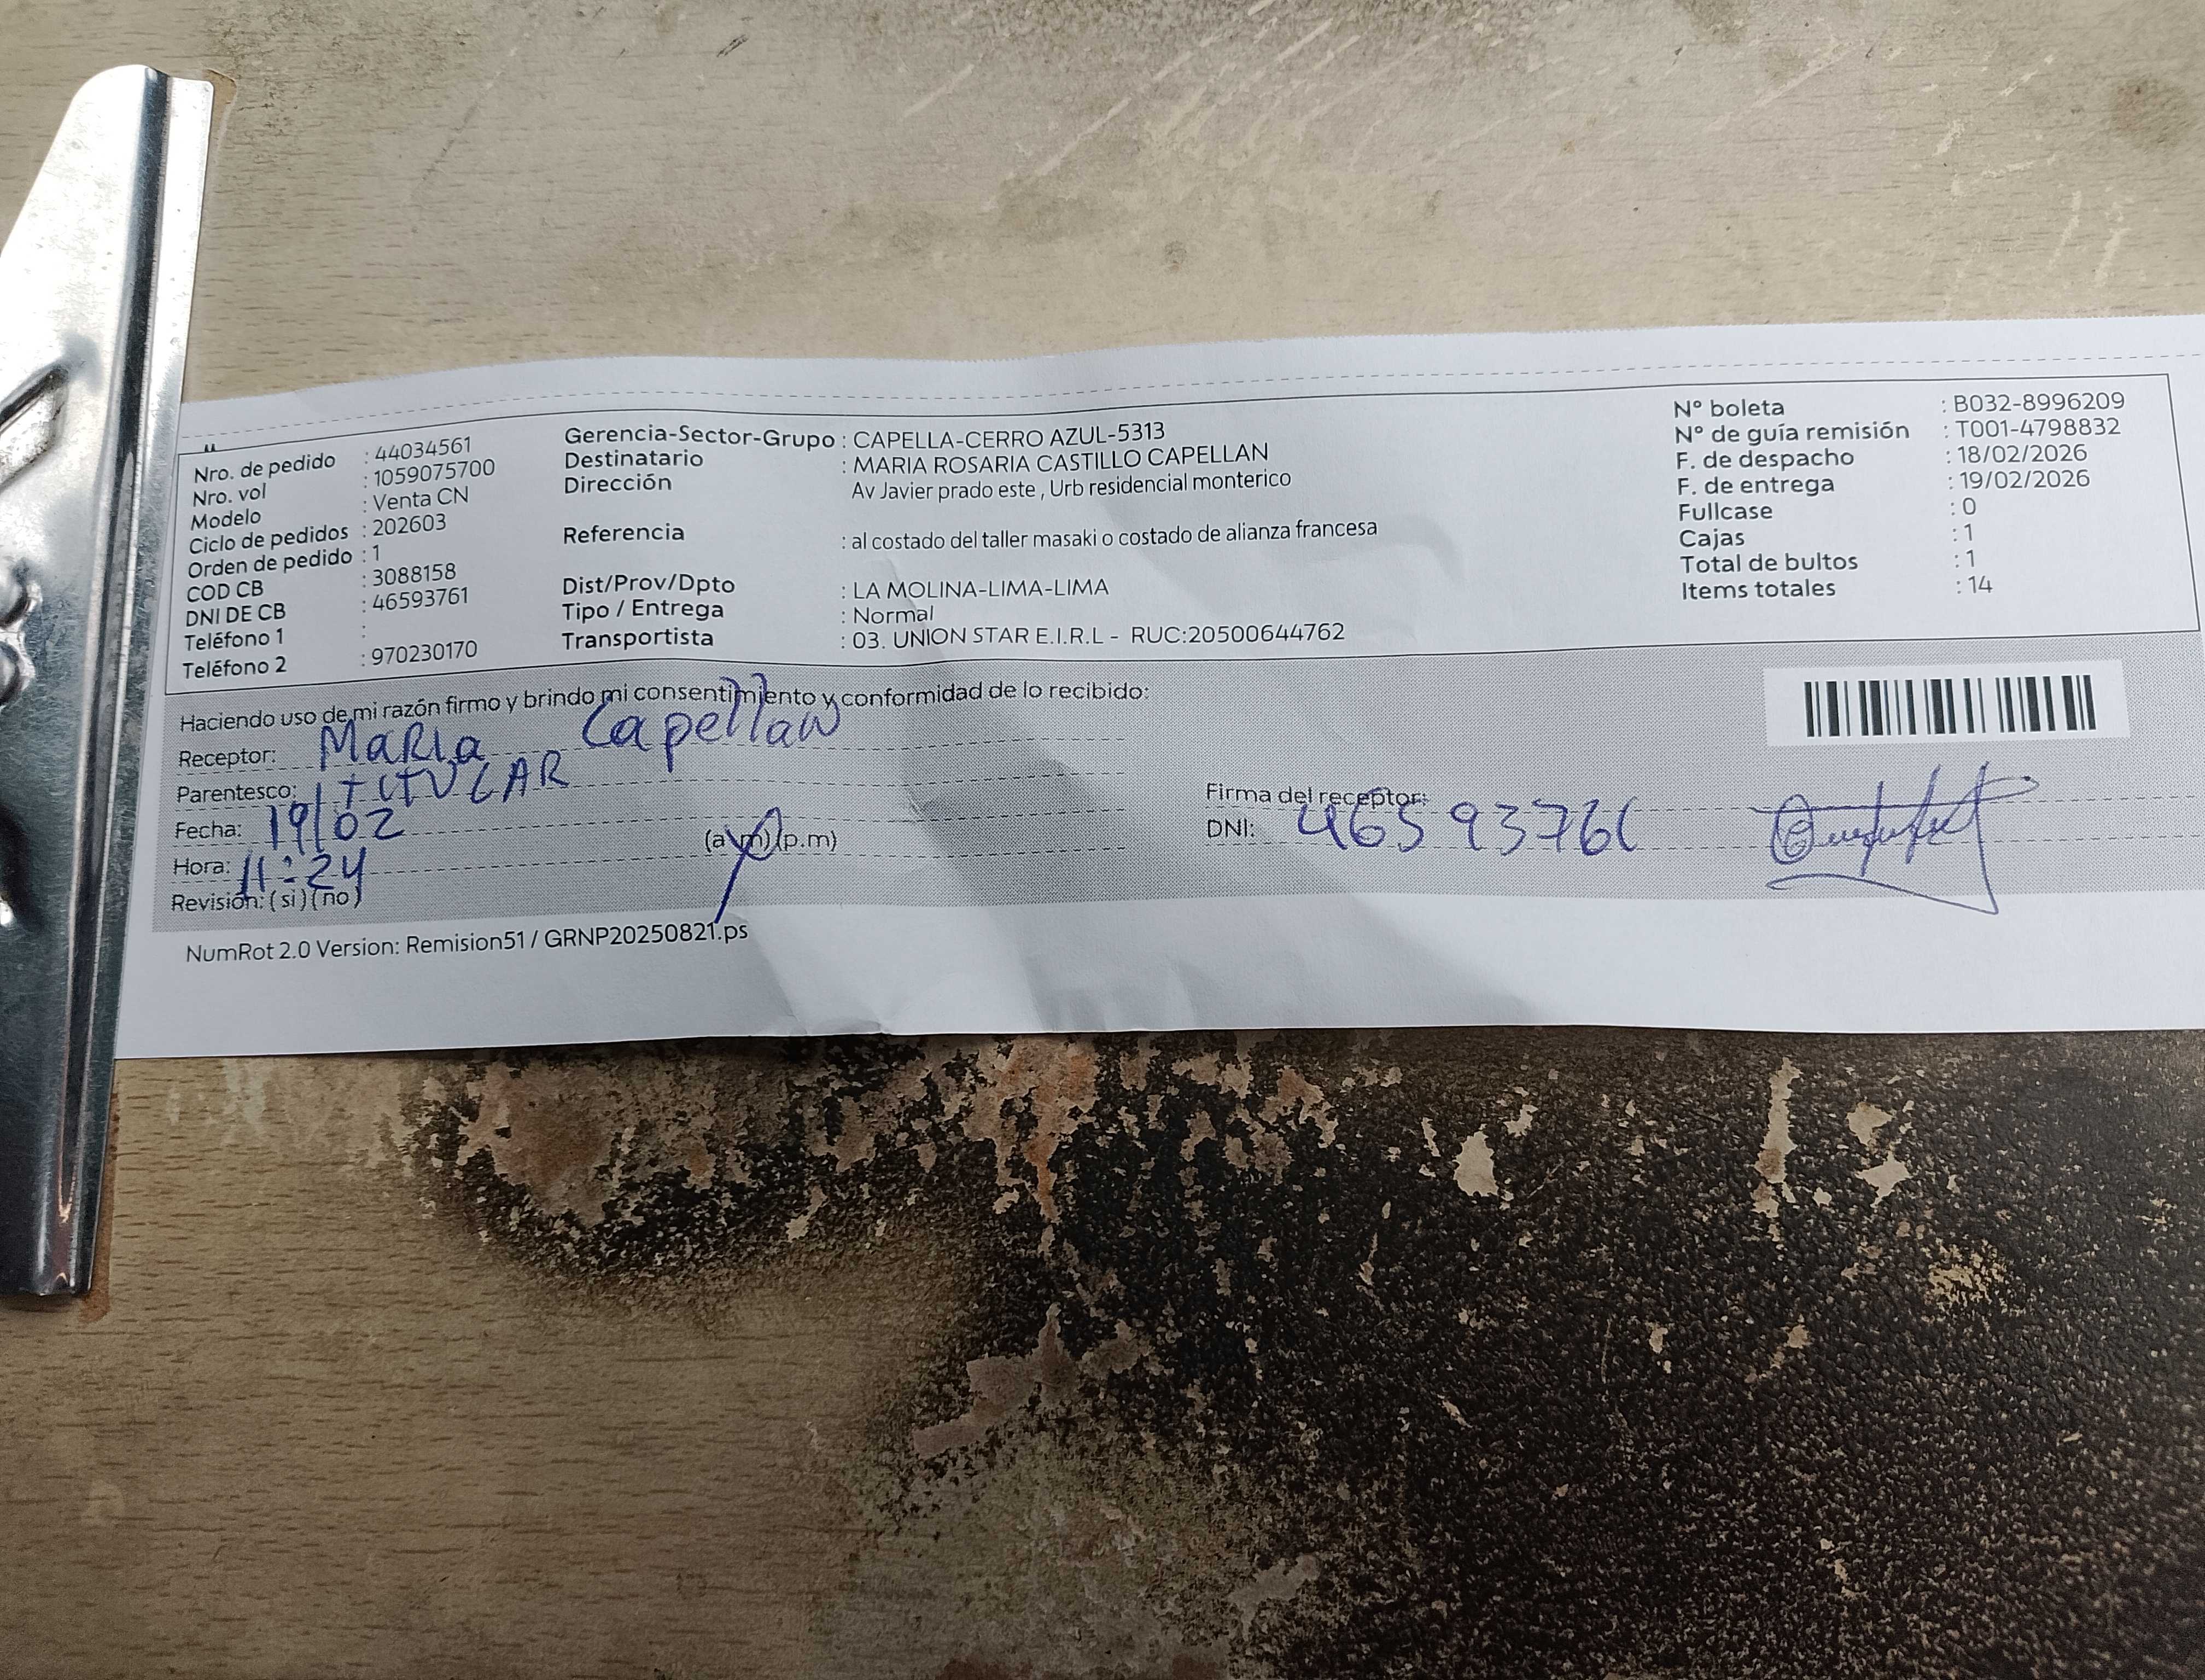 Nro. de pedido : 44034561
Nro. vol : 1059075700
Modelo : Venta CN
Ciclo de pedidos : 202603
Orden de pedido : 1
COD CB : 3088158
DNI DE CB : 46593761
Teléfono 1 :
Teléfono 2 : 970230170
Gerencia-Sector-Grupo : CAPELLA-CERRO AZUL-5313
Destinatario : MARIA ROSARIA CASTILLO CAPELLAN
Dirección Av Javier prado este , Urb residencial monterico
Referencia : al costado del taller masaki o costado de alianza francesa
Dist/Prov/Dpto : LA MOLINA-LIMA-LIMA
Tipo / Entrega : Normal
Transportista : 03. UNION STAR E.I.R.L - RUC:20500644762
N° boleta : B032-8996209
N° de guía remisión : T001-4798832
F. de despacho : 18/02/2026
F. de entrega : 19/02/2026
Fullcase : 0
Cajas : 1
Total de bultos : 1
Items totales : 14
Haciendo uso de mi razón firmo y brindo mi consentimiento y conformidad de lo recibido:
Receptor: MaRia Capellan
Parentesco: TITULAR
Fecha: 19/02
Hora: 11:24 (a.m) (p.m)
Revisión: (si) (no)
Firma del receptor:
DNI: 46593761
NumRot 2.0 Version: Remision51 / GRNP20250821.ps